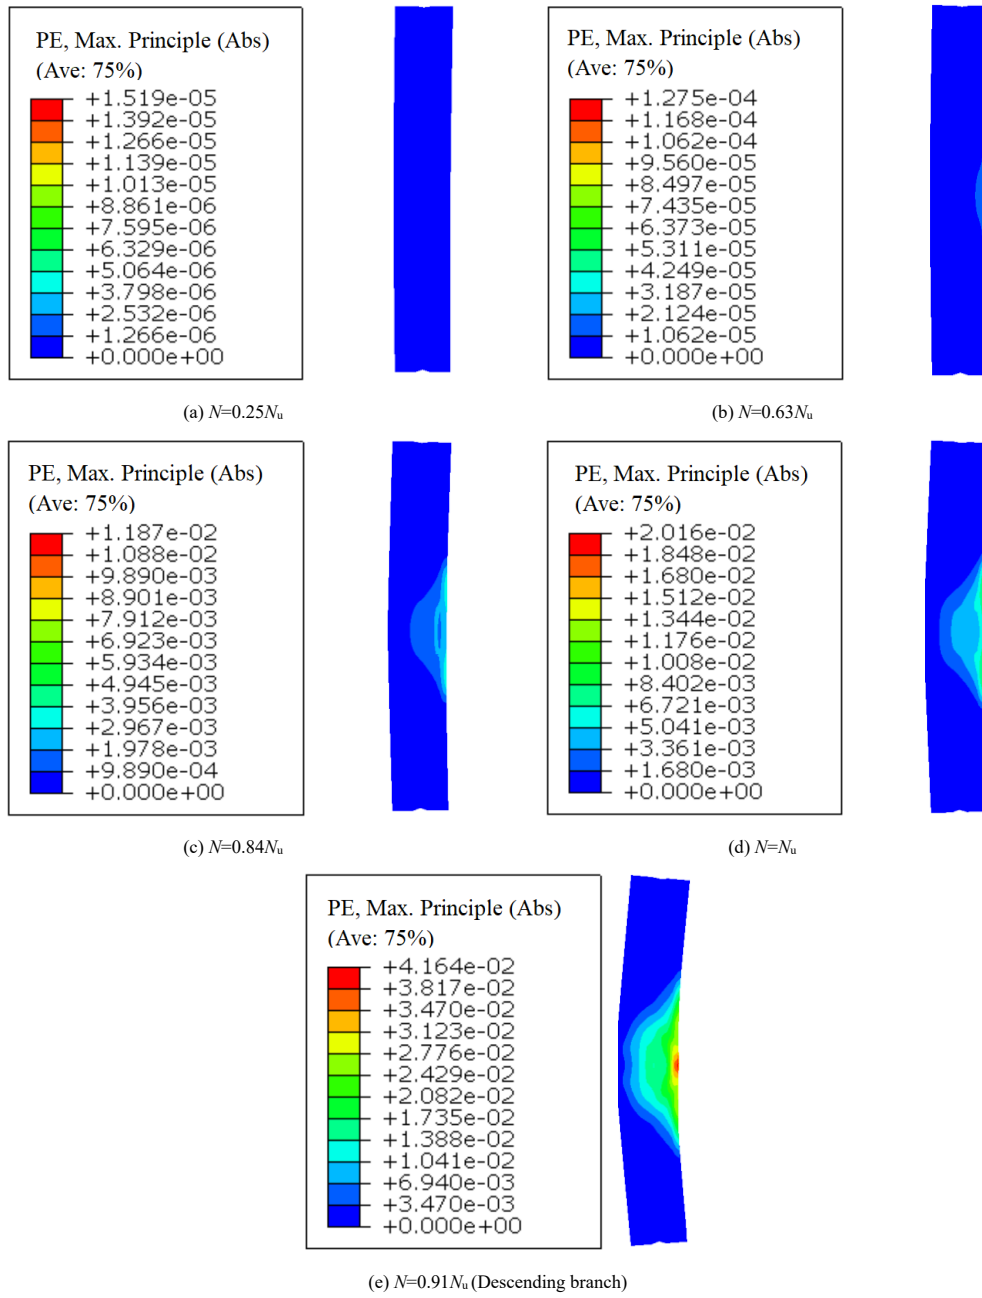 PE, Max. Principle (Abs)
(Ave: 75%)
+1.519e-05
+1.392e-05
+1.266e-05
+1.139e-05
+1.013e-05
+8.861e-06
+7.595e-06
+6.329e-06
+5.064e-06
+3.798e-06
+2.532e-06
+1.266e-06
+0.000e+00
(a) N=0.25Nu
PE, Max. Principle (Abs)
(Ave: 75%)
+1.275e-04
+1.168e-04
+1.062e-04
+9.560e-05
+8.497e-05
+7.435e-05
+6.373e-05
+5.311e-05
+4.249e-05
+3.187e-05
+2.124e-05
+1.062e-05
+0.000e+00
(b) N=0.63Nu
PE, Max. Principle (Abs)
(Ave: 75%)
+1.187e-02
+1.088e-02
+9.890e-03
+8.901e-03
+7.912e-03
+6.923e-03
+5.934e-03
+4.945e-03
+3.956e-03
+2.967e-03
+1.978e-03
+9.890e-04
+0.000e+00
(c) N=0.84Nu
PE, Max. Principle (Abs)
(Ave: 75%)
+2.016e-02
+1.848e-02
+1.680e-02
+1.512e-02
+1.344e-02
+1.176e-02
+1.008e-02
+8.402e-03
+6.721e-03
+5.041e-03
+3.361e-03
+1.680e-03
+0.000e+00
(d) N=Nu
PE, Max. Principle (Abs)
(Ave: 75%)
+4.164e-02
+3.817e-02
+3.470e-02
+3.123e-02
+2.776e-02
+2.429e-02
+2.082e-02
+1.735e-02
+1.388e-02
+1.041e-02
+6.940e-03
+3.470e-03
+0.000e+00
(e) N=0.91Nu (Descending branch)